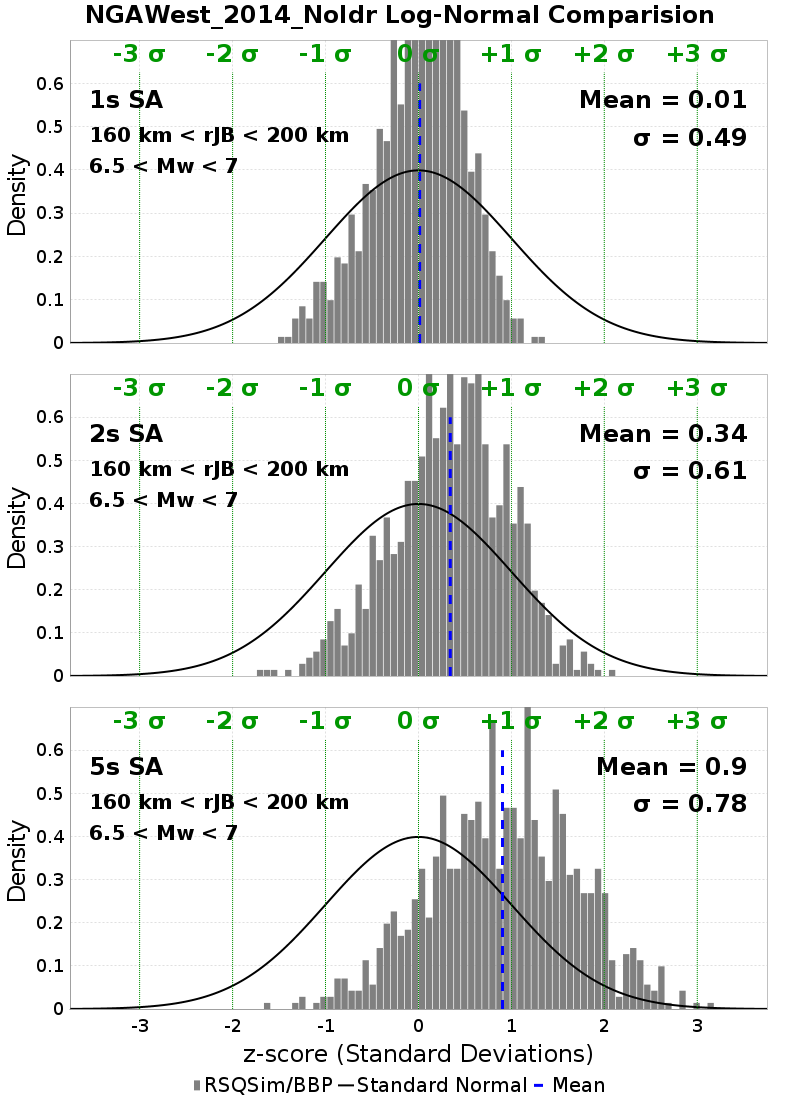 NGAWest_2014_NoIdr Log-Normal Comparision
-3 σ -2 σ -1 σ 0 σ +1 σ +2 σ +3 σ
1s SA
160 km < rJB < 200 km
6.5 < Mw < 7
Mean = 0.01
σ = 0.49
Density
0.6
0.5
0.4
0.3
0.2
0.1
0
-3 σ -2 σ -1 σ 0 σ +1 σ +2 σ +3 σ
2s SA
160 km < rJB < 200 km
6.5 < Mw < 7
Mean = 0.34
σ = 0.61
Density
0.6
0.5
0.4
0.3
0.2
0.1
0
-3 σ -2 σ -1 σ 0 σ +1 σ +2 σ +3 σ
5s SA
160 km < rJB < 200 km
6.5 < Mw < 7
Mean = 0.9
σ = 0.78
Density
0.6
0.5
0.4
0.3
0.2
0.1
0
-3 -2 -1 0 1 2 3
z-score (Standard Deviations)
RSQSim/BBP Standard Normal Mean